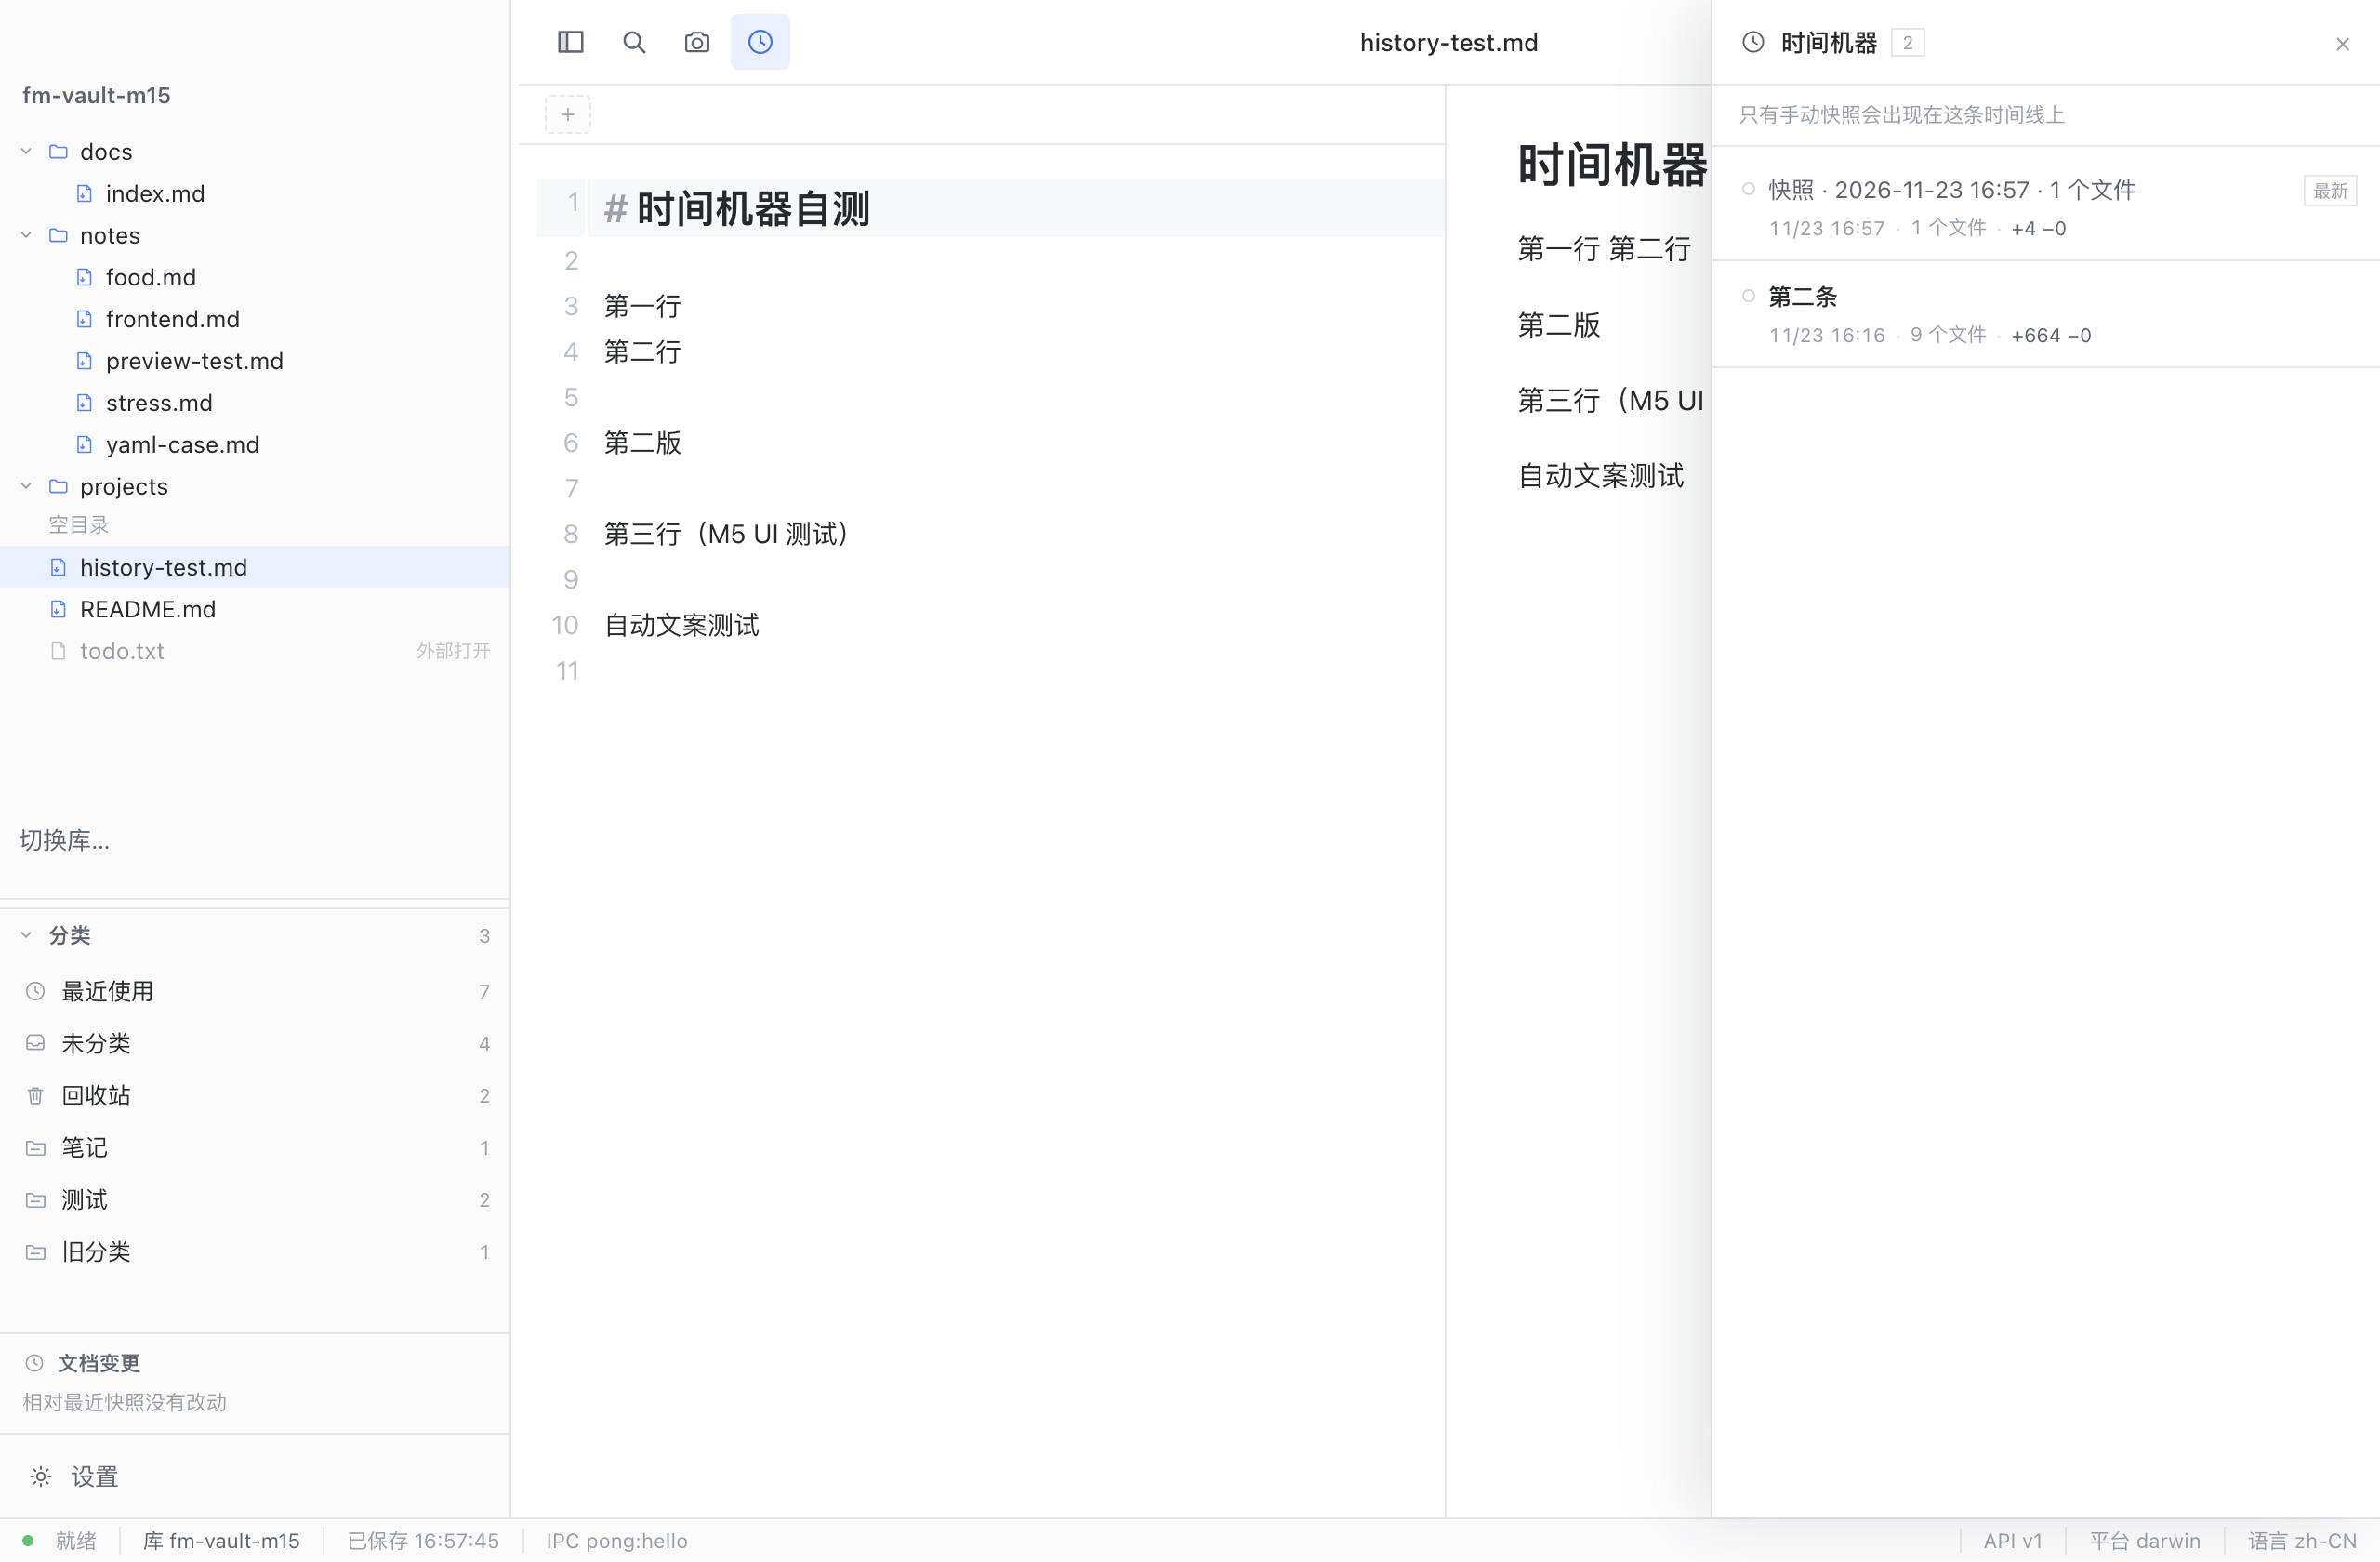 fm-vault-m15
docs
index.md
notes
food.md
frontend.md
preview-test.md
stress.md
yaml-case.md
projects
空目录
history-test.md
README.md
todo.txt 外部打开
切换库...
分类 3
最近使用 7
未分类 4
回收站 2
笔记 1
测试 2
旧分类 1
文档变更
相对最近快照没有改动
设置
history-test.md
+
1 # 时间机器自测
2
3 第一行
4 第二行
5
6 第二版
7
8 第三行（M5 UI 测试）
9
10 自动文案测试
11
时间机器
第一行 第二行
第二版
第三行（M5 UI
自动文案测试
时间机器 2 ×
只有手动快照会出现在这条时间线上
快照 · 2026-11-23 16:57 · 1 个文件 最新
11/23 16:57 · 1 个文件 · +4 −0
第二条
11/23 16:16 · 9 个文件 · +664 −0
就绪 库 fm-vault-m15 已保存 16:57:45 IPC pong:hello API v1 平台 darwin 语言 zh-CN